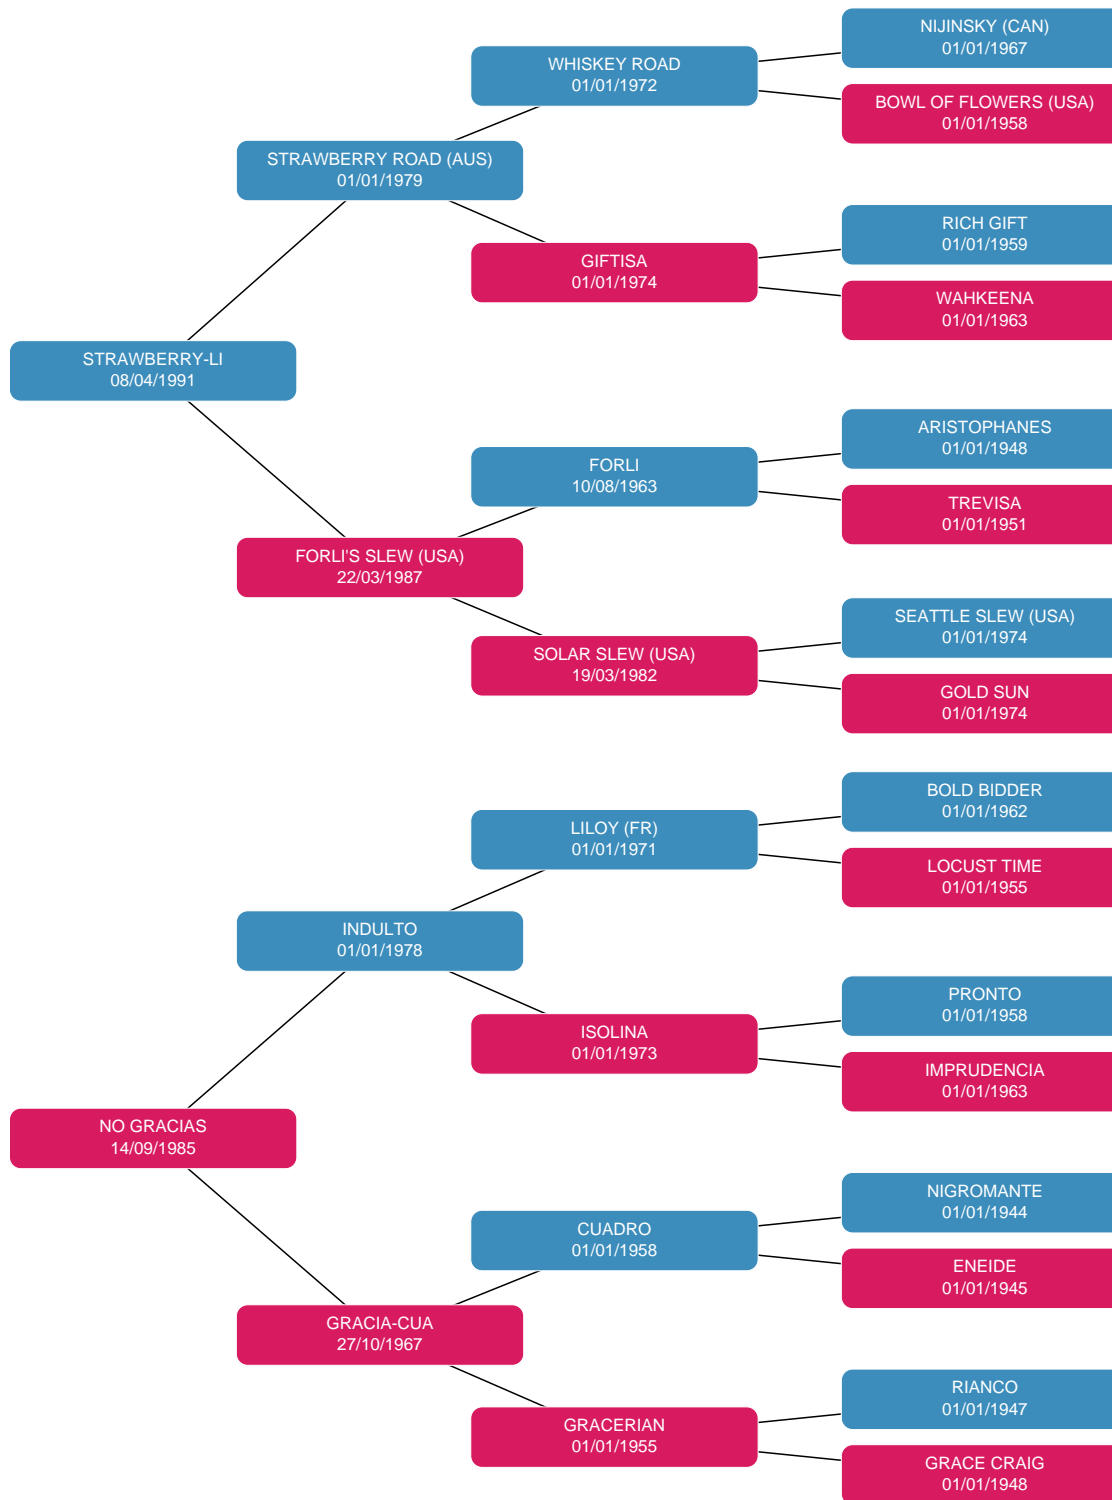 NIJINSKY (CAN)
01/01/1967
WHISKEY ROAD
01/01/1972
BOWL OF FLOWERS (USA)
01/01/1958
STRAWBERRY ROAD (AUS)
01/01/1979
RICH GIFT
01/01/1959
GIFTISA
01/01/1974
WAHKEENA
01/01/1963
STRAWBERRY-LI
08/04/1991
ARISTOPHANES
01/01/1948
FORLI
10/08/1963
TREVISA
01/01/1951
FORLI'S SLEW (USA)
22/03/1987
SEATTLE SLEW (USA)
01/01/1974
SOLAR SLEW (USA)
19/03/1982
GOLD SUN
01/01/1974
BOLD BIDDER
01/01/1962
LILOY (FR)
01/01/1971
LOCUST TIME
01/01/1955
INDULTO
01/01/1978
PRONTO
01/01/1958
ISOLINA
01/01/1973
IMPRUDENCIA
01/01/1963
NO GRACIAS
14/09/1985
NIGROMANTE
01/01/1944
CUADRO
01/01/1958
ENEIDE
01/01/1945
GRACIA-CUA
27/10/1967
RIANCO
01/01/1947
GRACERIAN
01/01/1955
GRACE CRAIG
01/01/1948